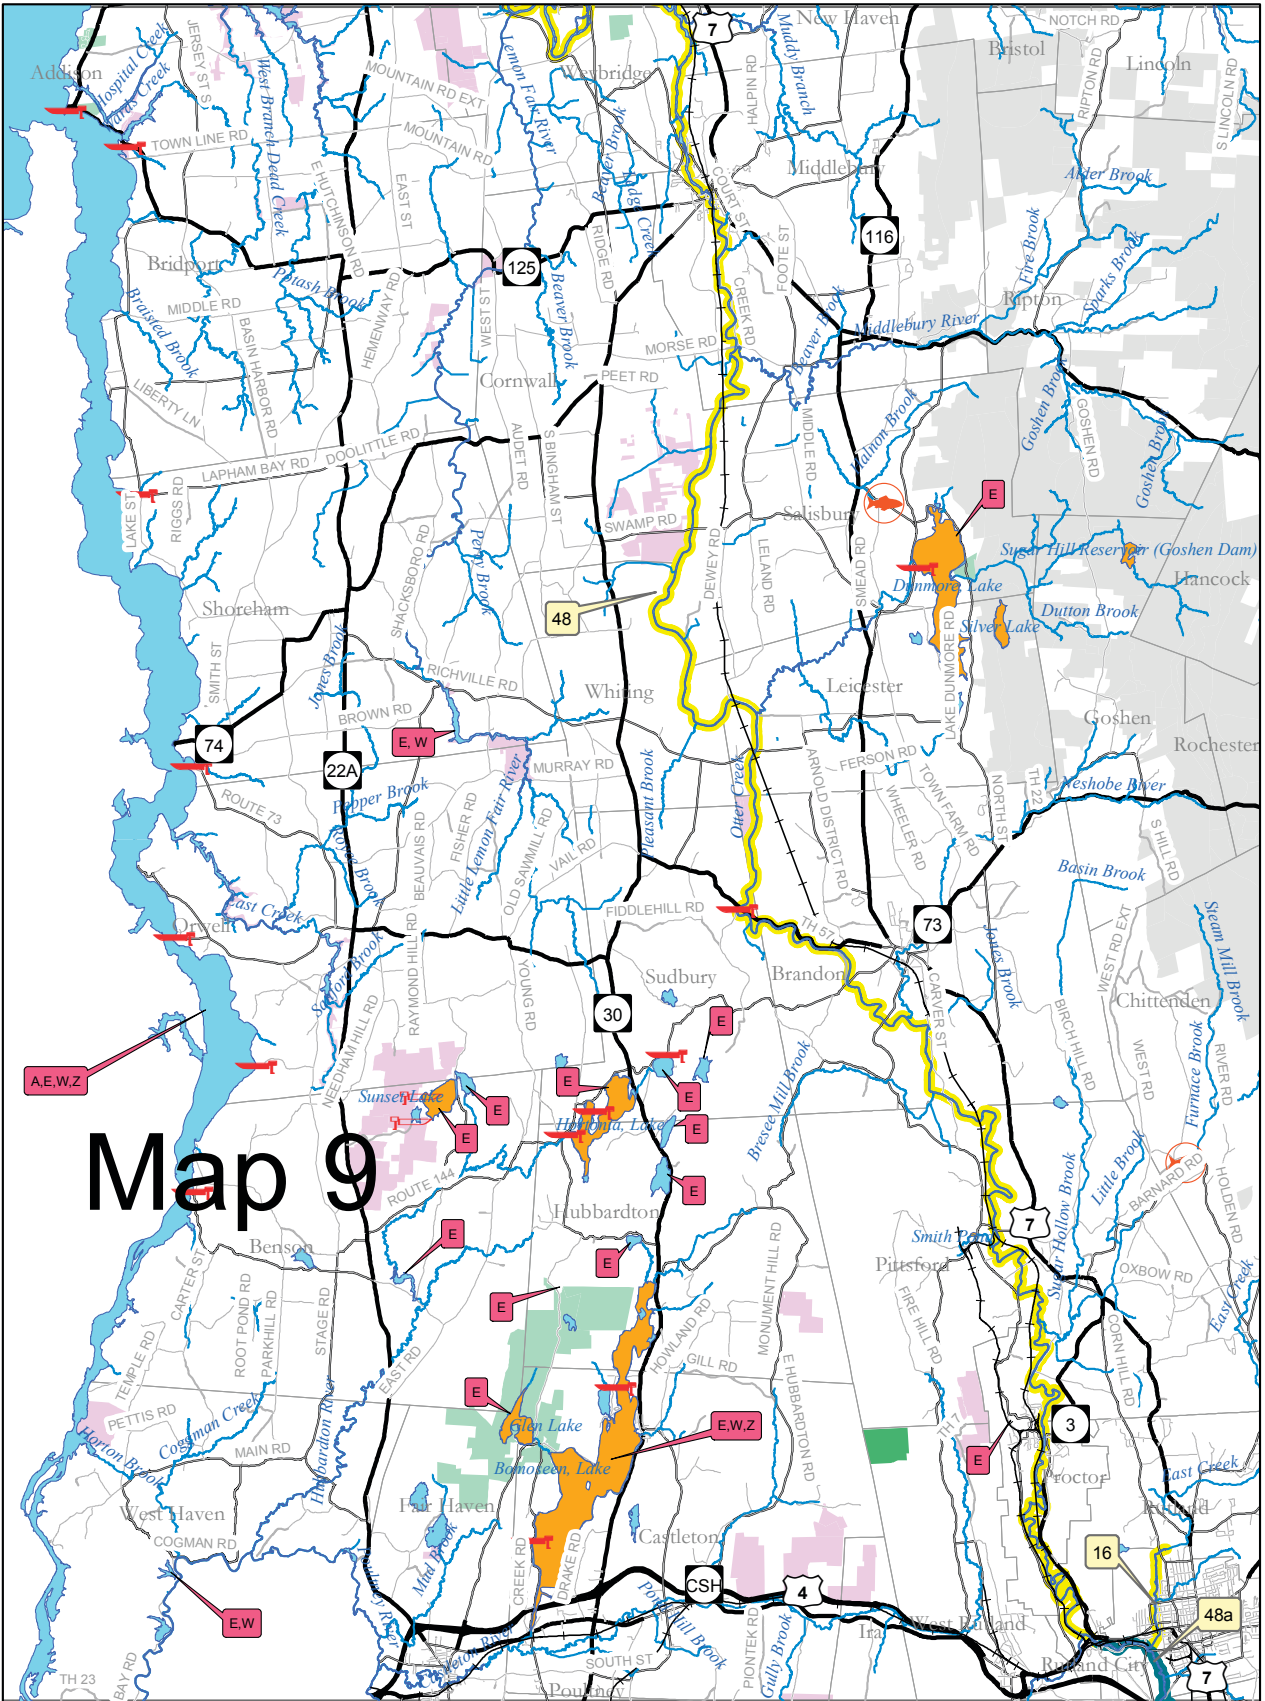 New Haven
NOTCH RD
7
Bristol
Lincoln
Addison
Hospital Creek
JERSEY ST S
West Branch Dead Creek
MOUNTAIN RD EXT
Lemon Fair River
Weybridge
HALPIN RD
Muddy Branch
RIPTON RD
S LINCOLN RD
TOWN LINE RD
MOUNTAIN RD
Beaver Brook
Middlebury
E HUTCHINSON RD
EAST ST
COURT ST
Alder Brook
Bridport
Potash Brook
125
RIDGE RD
FOOTE ST
116
Fire Brook
Sparks Brook
Ripton
MIDDLE RD
Braisted Brook
BASIN HARBOR RD
HEMENWAY RD
WEST ST
Beaver Brook
CREEK RD
MORSE RD
Beaver Brook
Middlebury River
LIBERTY LN
Cornwall
PEET RD
Goshen Brook
GOSHEN RD
Goshen Brook
LAPHAM BAY RD
DOOLITTLE RD
AUDET RD
S BINGHAM ST
MIDDLE RD
Halnon Brook
LAKE ST
RIGGS RD
SWAMP RD
Salisbury
E
SHACKSBORO RD
Perry Brook
DEWEY RD
LELAND RD
SMEAD RD
Sugar Hill Reservoir (Goshen Dam)
Hancock
Dunmore, Lake
Shoreham
48
Silver Lake
Dutton Brook
SMITH ST
Jones Brook
RICHVILLE RD
Whiting
Leicester
LAKE DUNMORE RD
Goshen
BROWN RD
74
E, W
22A
MURRAY RD
Rochester
ROUTE 73
Pepper Brook
FISHER RD
Little Lemon Fair River
Pleasant Brook
Otter Creek
ARNOLD DISTRICT RD
FERSON RD
WHEELER RD
TOWN FARM RD
NORTH ST
TH 22
Neshobe River
BEAUVAIS RD
OLD SAWMILL RD
VAIL RD
S HILL RD
Basin Brook
East Creek
Orwell
RAYMOND HILL RD
FIDDLEHILL RD
TH 57
73
Jones Brook
WEST RD EXT
Steam Mill Brook
YOUNG RD
Sudbury
Brandon
CARVER ST
Chittenden
30
NEEDHAM HILL RD
E
BIRCH HILL RD
WEST RD
Furnace Brook
RIVER RD
A,E,W,Z
Sunset Lake
E
E
E
E
Hortonia, Lake
E
Bresee Mill Brook
Map 9
ROUTE 144
E
Sugar Hollow Brook
Little Brook
BARNARD RD
HOLDEN RD
Hubbardton
7
Benson
E
E
MONUMENT HILL RD
Smith Pond
Pittsford
OXBOW RD
CARTER ST
ROOT POND RD
PARKHILL RD
STAGE RD
E
FIRE HILL RD
East Creek
TEMPLE RD
EAST RD
HOWLAND RD
GILL RD
E HUBBARDTON RD
CORN HILL RD
PETTIS RD
E
Glen Lake
E,W,Z
TH 7
3
Horton Brook
Coggman Creek
MAIN RD
Hubbardton River
Bomoseen, Lake
E
Proctor
East Creek
West Haven
Fair Haven
Rutland
COGMAN RD
Mud Brook
Castleton
CREEK RD
DRAKE RD
16
Poultney River
CSH
4
E,W
48a
PIONTEK RD
Gully Brook
Ira
West Rutland
Castleton River
SOUTH ST
Rutland City
TH 23
BAY RD
Poultney
7